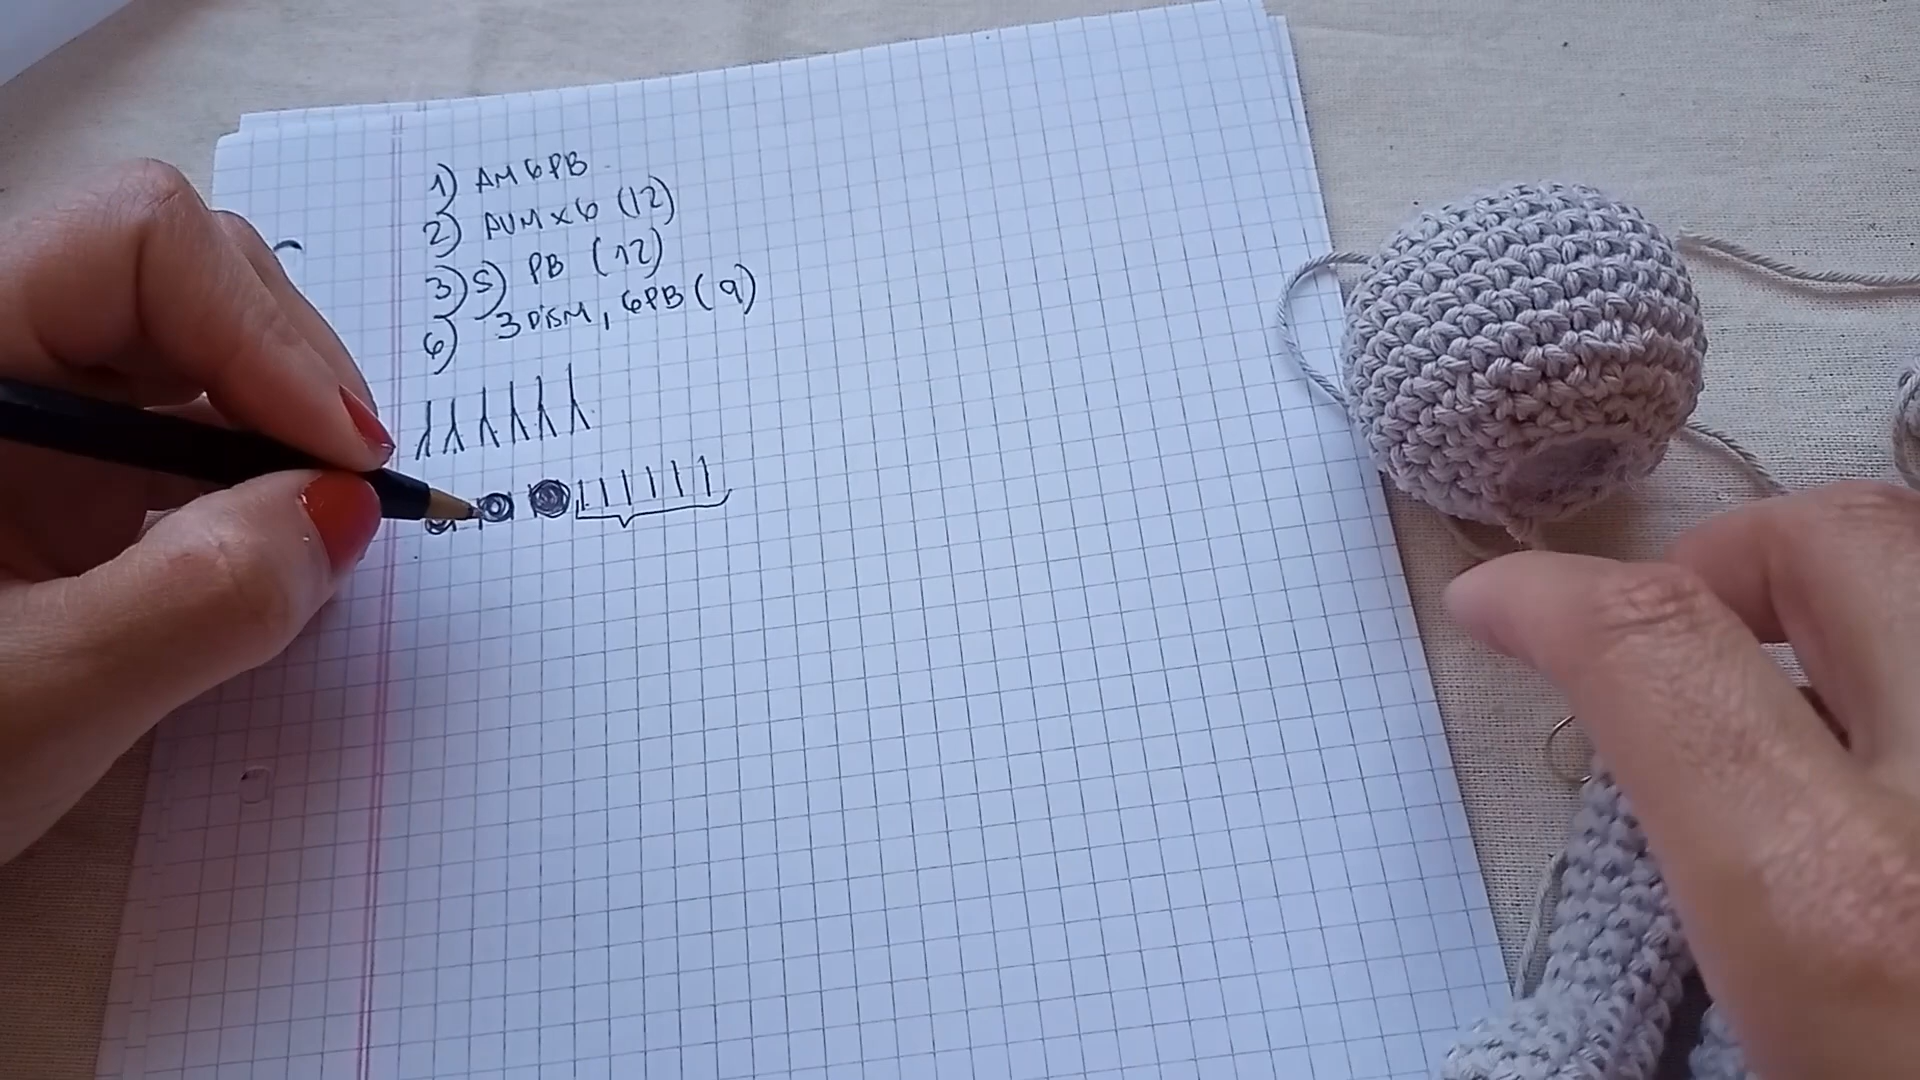 1) AM 6PB
2) AUM x 6 (12)
3) 5) PB (12)
6) 3 DISM, 6PB (9)